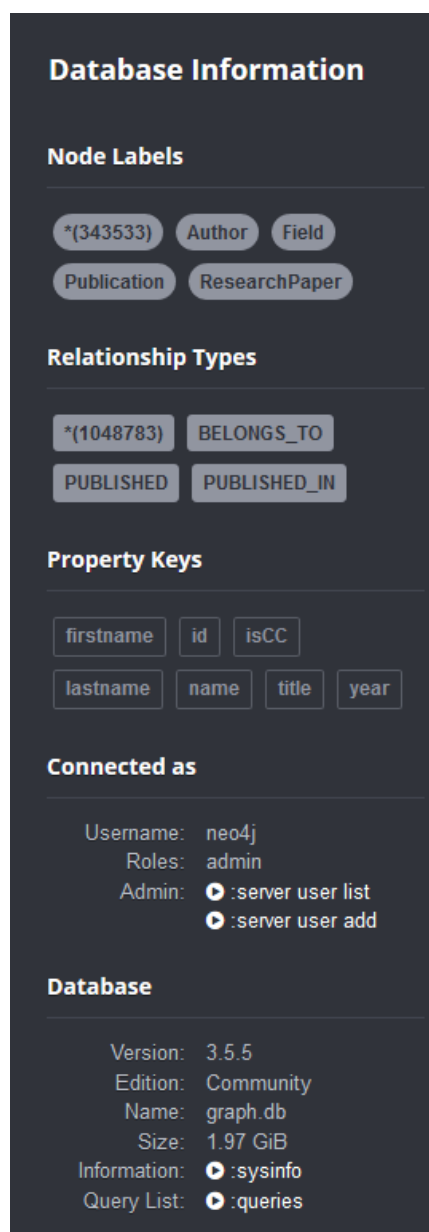 Database Information
Node Labels
*(343533) Author Field
Publication ResearchPaper
Relationship Types
*(1048783) BELONGS_TO
PUBLISHED PUBLISHED_IN
Property Keys
firstname id isCC
lastname name title year
Connected as
Username: neo4j
Roles: admin
Admin: :server user list
:server user add
Database
Version: 3.5.5
Edition: Community
Name: graph.db
Size: 1.97 GiB
Information: :sysinfo
Query List: :queries